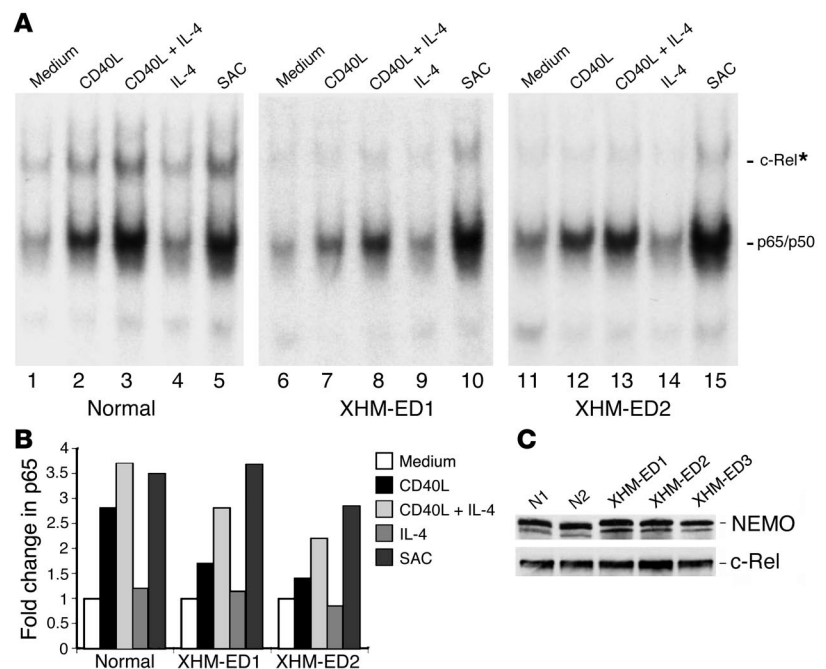 A
Medium CD40L CD40L + IL-4 IL-4 SAC
Medium CD40L CD40L + IL-4 IL-4 SAC
Medium CD40L CD40L + IL-4 IL-4 SAC
- c-Rel*
- p65/p50
1 2 3 4 5
6 7 8 9 10
11 12 13 14 15
Normal
XHM-ED1
XHM-ED2
B
Fold change in p65
4
3.5
3
2.5
2
1.5
1
0.5
0
Normal XHM-ED1 XHM-ED2
Medium
CD40L
CD40L + IL-4
IL-4
SAC
C
N1 N2 XHM-ED1 XHM-ED2 XHM-ED3
- NEMO
- c-Rel